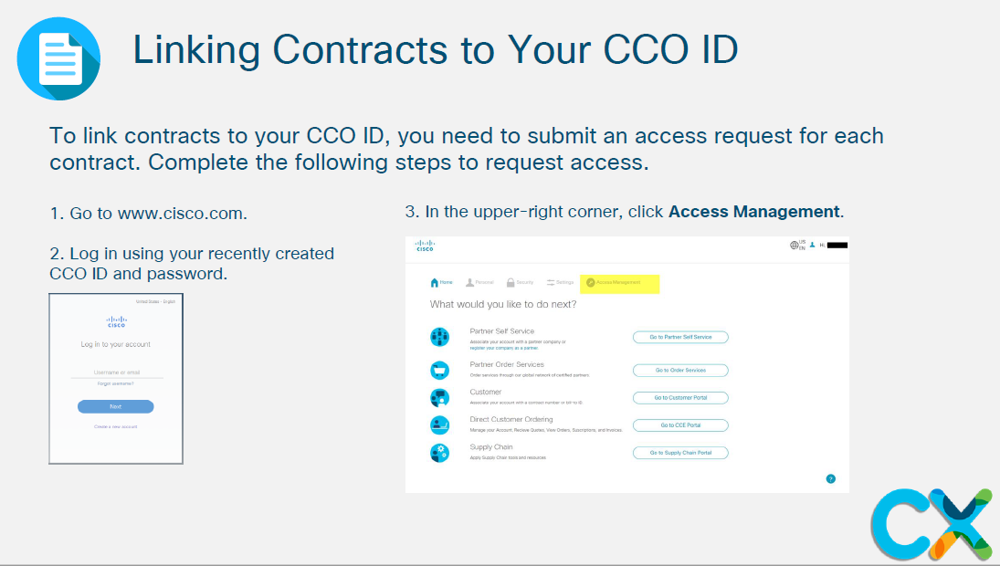 Linking Contracts to Your CCO ID
To link contracts to your CCO ID, you need to submit an access request for each
contract. Complete the following steps to request access.
1. Go to www.cisco.com.
2. Log in using your recently created
CCO ID and password.
United States - English
CISCO
Log in to your account
Username or email
Forgot username?
Next
Create a new account
3. In the upper-right corner, click Access Management.
CISCO
US
EN
Hi,
Home
Personal
Security
Settings
Access Management
What would you like to do next?
Partner Self Service
Associate your account with a partner company or
register your company as a partner.
Go to Partner Self Service
Partner Order Services
Order services through our global network of certified partners.
Go to Order Services
Customer
Associate your account with a contract number or bill-to ID.
Go to Customer Portal
Direct Customer Ordering
Manage your Account, Recieve Quotes, View Orders, Suscriptions, and Invoices.
Go to CCE Portal
Supply Chain
Apply Supply Chain tools and resources
Go to Supply Chain Portal
?
CX